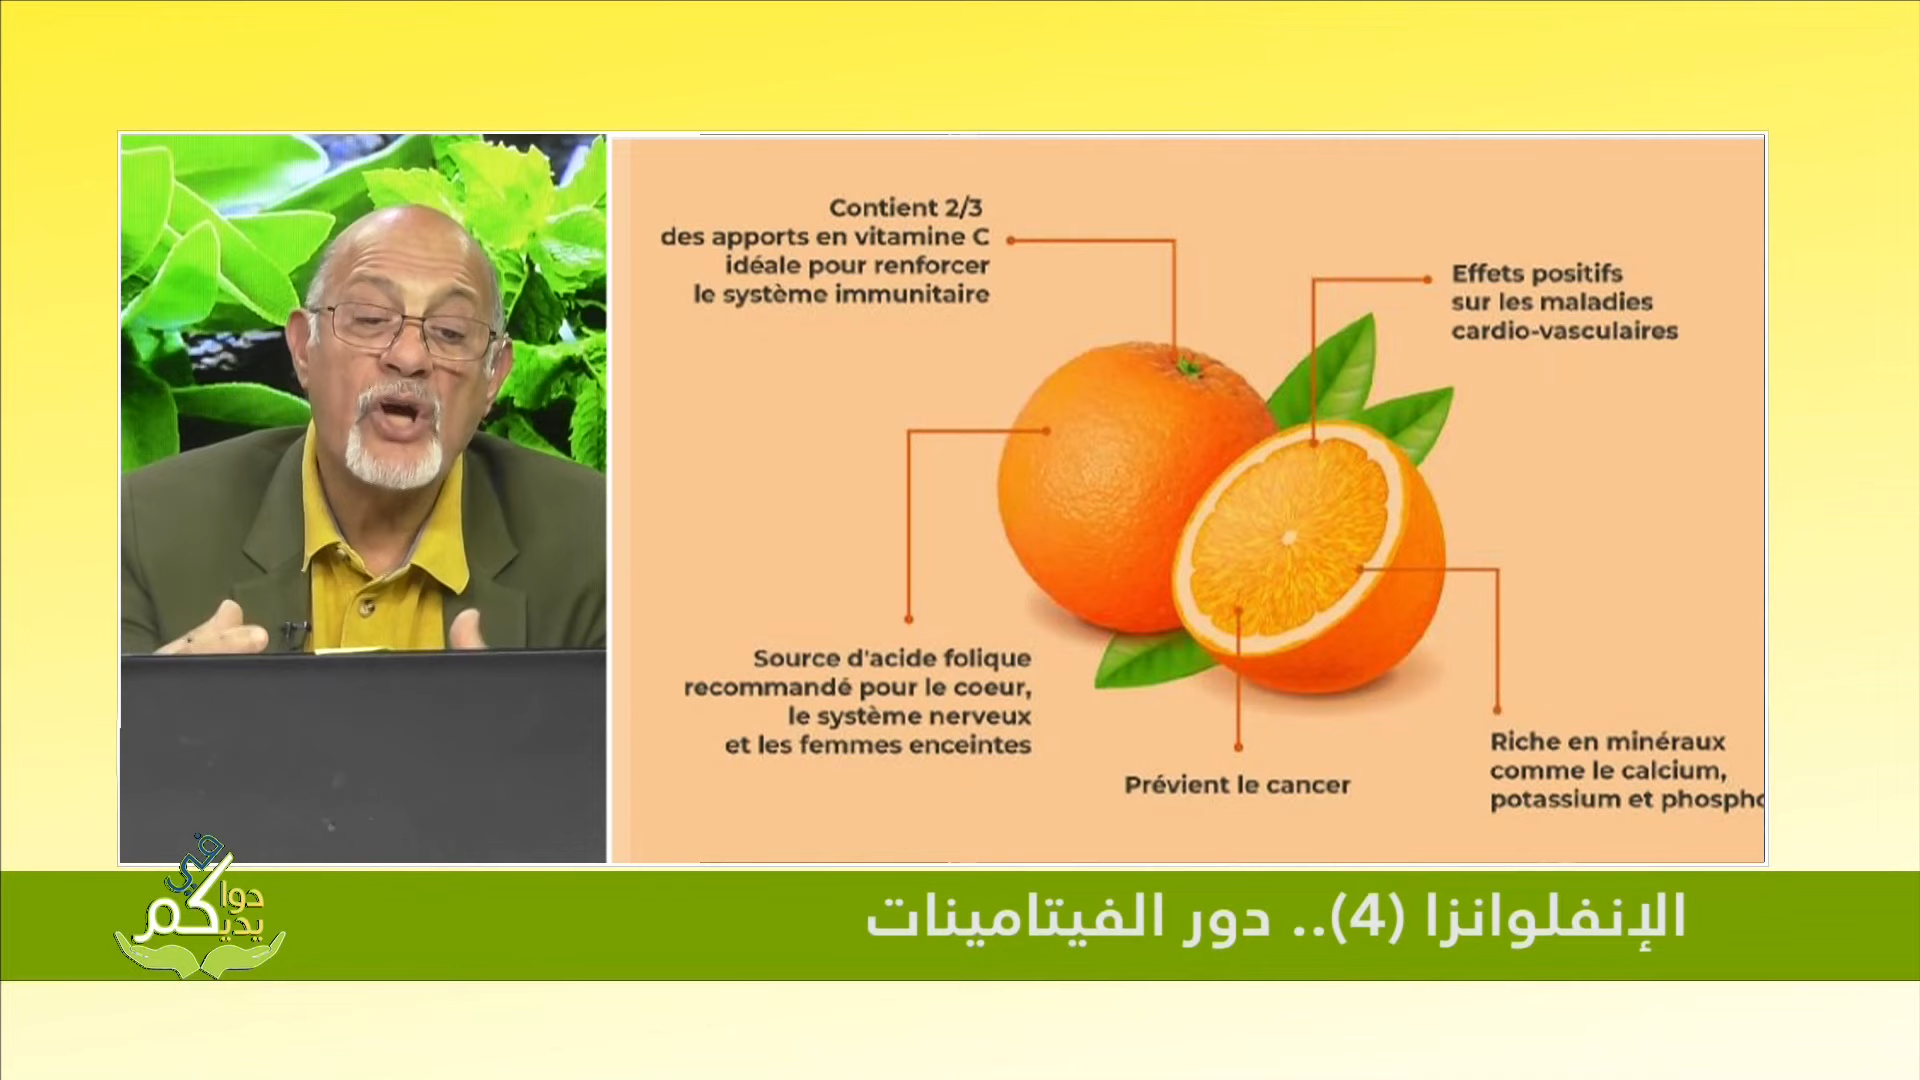 Contient 2/3
des apports en vitamine C
idéale pour renforcer
le système immunitaire
Effets positifs
sur les maladies
cardio-vasculaires
Source d'acide folique
recommandé pour le coeur,
le système nerveux
et les femmes enceintes
Prévient le cancer
Riche en minéraux
comme le calcium,
potassium et phospho
الإنفلوانزا (4).. دور الفيتامينات
دوا في
يديكم